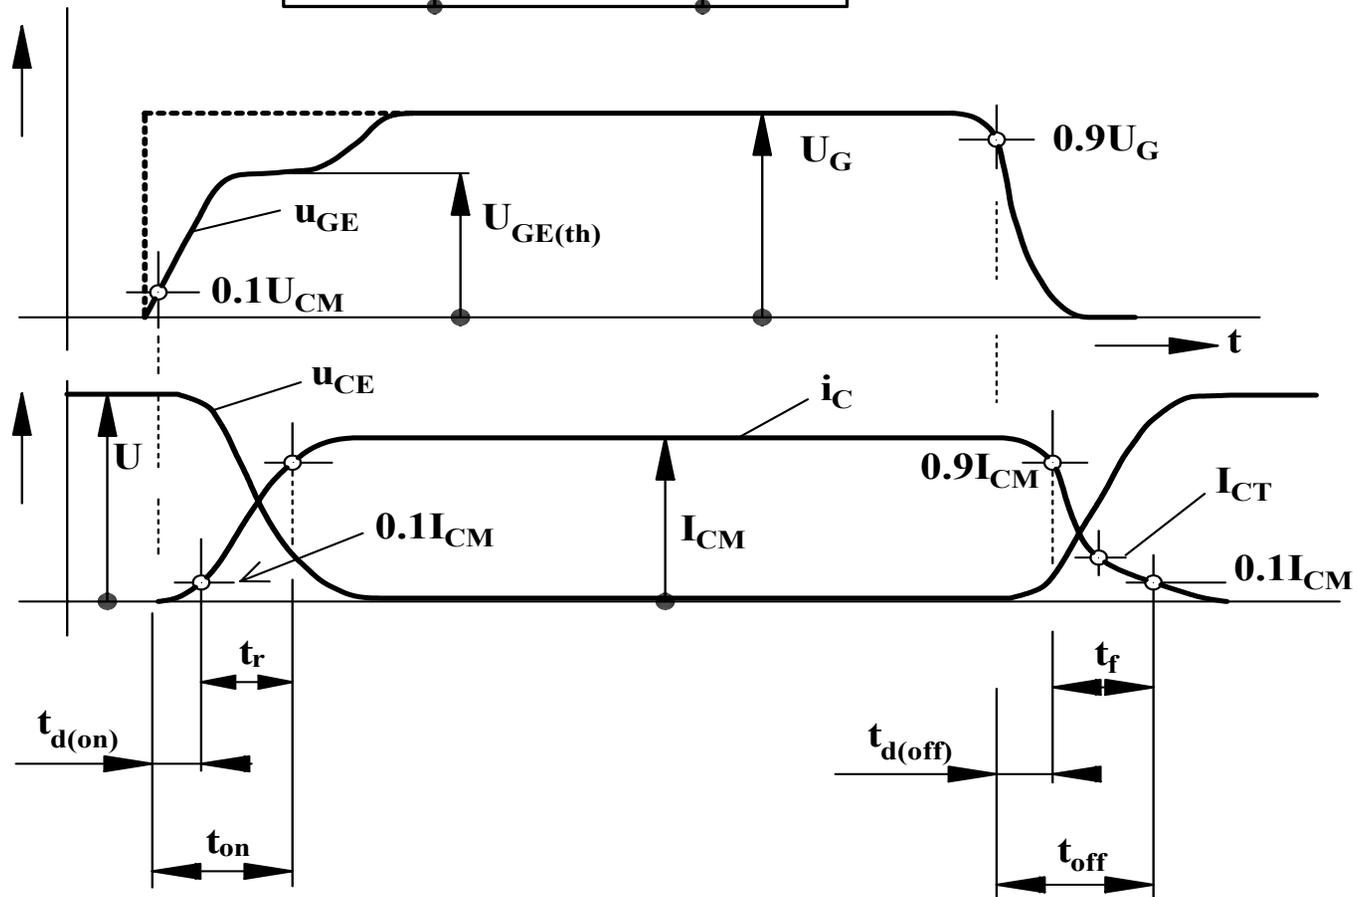 0.9U_G
U_G
u_GE
U_GE(th)
0.1U_CM
t
u_CE
i_C
U
0.9I_CM
I_CT
0.1I_CM
I_CM
0.1I_CM
t_r
t_f
t_d(on)
t_d(off)
t_on
t_off